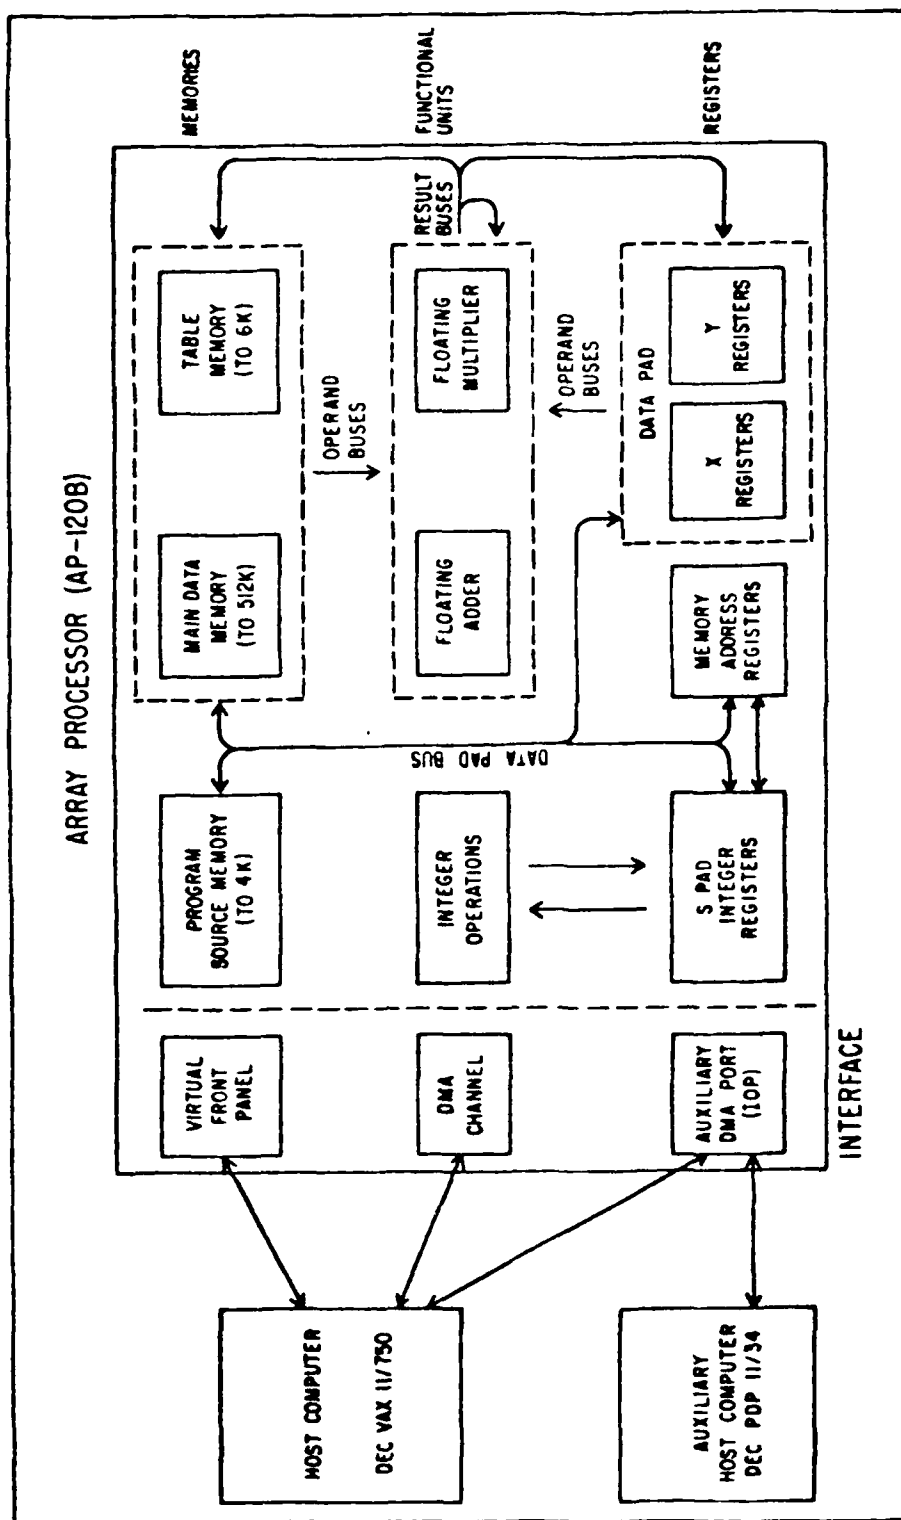 ARRAY PROCESSOR (AP-120B)
HOST COMPUTER
DEC VAX 11/750
AUXILIARY
HOST COMPUTER
DEC PDP 11/34
VIRTUAL
FRONT
PANEL
DMA
CHANNEL
AUXILIARY
DMA PORT
(IOP)
INTERFACE
PROGRAM
SOURCE MEMORY
(TO 4K)
INTEGER
OPERATIONS
S PAD
INTEGER
REGISTERS
DATA PAD BUS
MAIN DATA
MEMORY
(TO 512K)
TABLE
MEMORY
(TO 6K)
OPERAND
BUSES
FLOATING
ADDER
FLOATING
MULTIPLIER
RESULT
BUSES
OPERAND
BUSES
MEMORY
ADDRESS
REGISTERS
DATA PAD
X
REGISTERS
Y
REGISTERS
MEMORIES
FUNCTIONAL
UNITS
REGISTERS